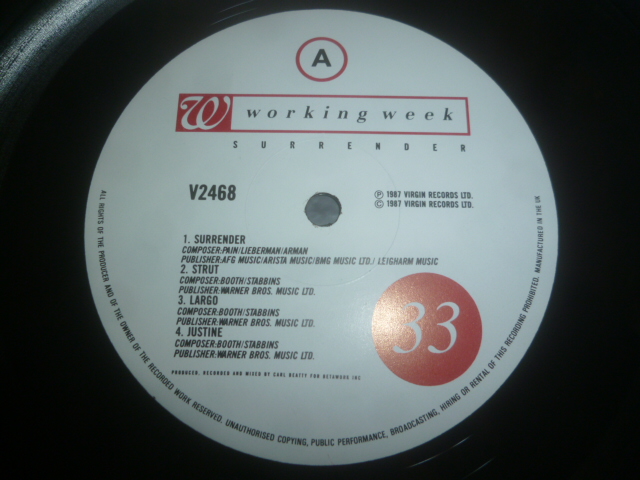 A
W working week
SURRENDER
V2468
Ⓟ 1987 VIRGIN RECORDS LTD.
© 1987 VIRGIN RECORDS LTD.
1. SURRENDER
COMPOSER:PAIN/LIEBERMAN/ARMAN
PUBLISHER:AFG MUSIC/ARISTA MUSIC/BMG MUSIC LTD./ LEIGHARM MUSIC
2. STRUT
COMPOSER:BOOTH/STABBINS
PUBLISHER:WARNER BROS. MUSIC LTD.
3. LARGO
COMPOSER:BOOTH/STABBINS
PUBLISHER:WARNER BROS. MUSIC LTD.
4. JUSTINE
COMPOSER:BOOTH/STABBINS
PUBLISHER:WARNER BROS. MUSIC LTD.
33
PRODUCED, RECORDED AND MIXED BY CARL BEATTY FOR BETAWORK INC
ALL RIGHTS OF THE PRODUCER AND OF THE OWNER OF THE RECORDED WORK RESERVED. UNAUTHORISED COPYING, PUBLIC PERFORMANCE, BROADCASTING, HIRING OR RENTAL OF THIS RECORDING PROHIBITED. MANUFACTURED IN THE UK